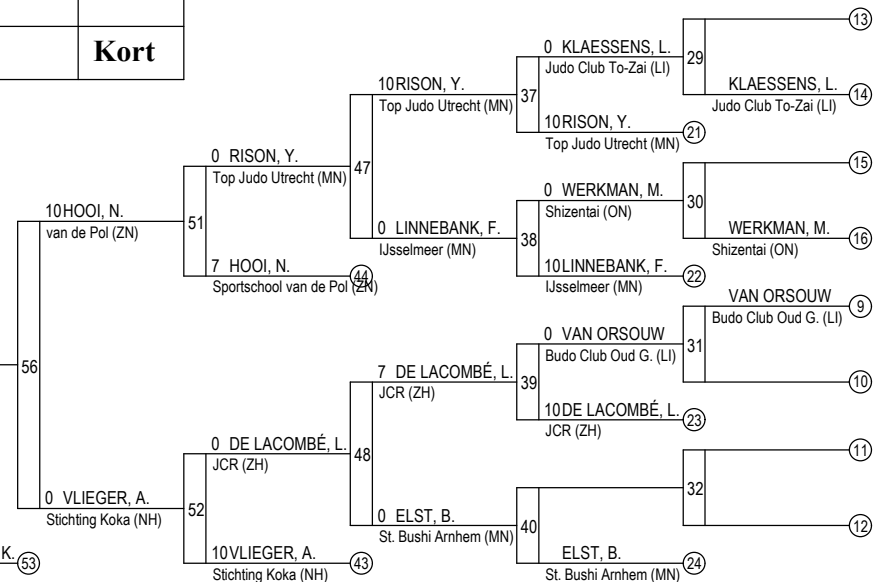 Kort
0 KLAESSENS, L.
Judo Club To-Zai (LI)
29
13
KLAESSENS, L.
Judo Club To-Zai (LI)
14
10 RISON, Y.
Top Judo Utrecht (MN)
37
10 RISON, Y.
Top Judo Utrecht (MN)
21
0 RISON, Y.
Top Judo Utrecht (MN)
47
15
0 WERKMAN, M.
Shizentai (ON)
30
10 HOOI, N.
van de Pol (ZN)
51
0 LINNEBANK, F.
IJsselmeer (MN)
38
WERKMAN, M.
Shizentai (ON)
16
7 HOOI, N.
Sportschool van de Pol (ZN)
44
10 LINNEBANK, F.
IJsselmeer (MN)
22
VAN ORSOUW
Budo Club Oud G. (LI)
9
0 VAN ORSOUW
Budo Club Oud G. (LI)
31
56
7 DE LACOMBÉ, L.
JCR (ZH)
39
10
10 DE LACOMBÉ, L.
JCR (ZH)
23
0 DE LACOMBÉ, L.
JCR (ZH)
48
11
32
0 VLIEGER, A.
Stichting Koka (NH)
52
0 ELST, B.
St. Bushi Arnhem (MN)
40
12
K.
53
10 VLIEGER, A.
Stichting Koka (NH)
43
ELST, B.
St. Bushi Arnhem (MN)
24